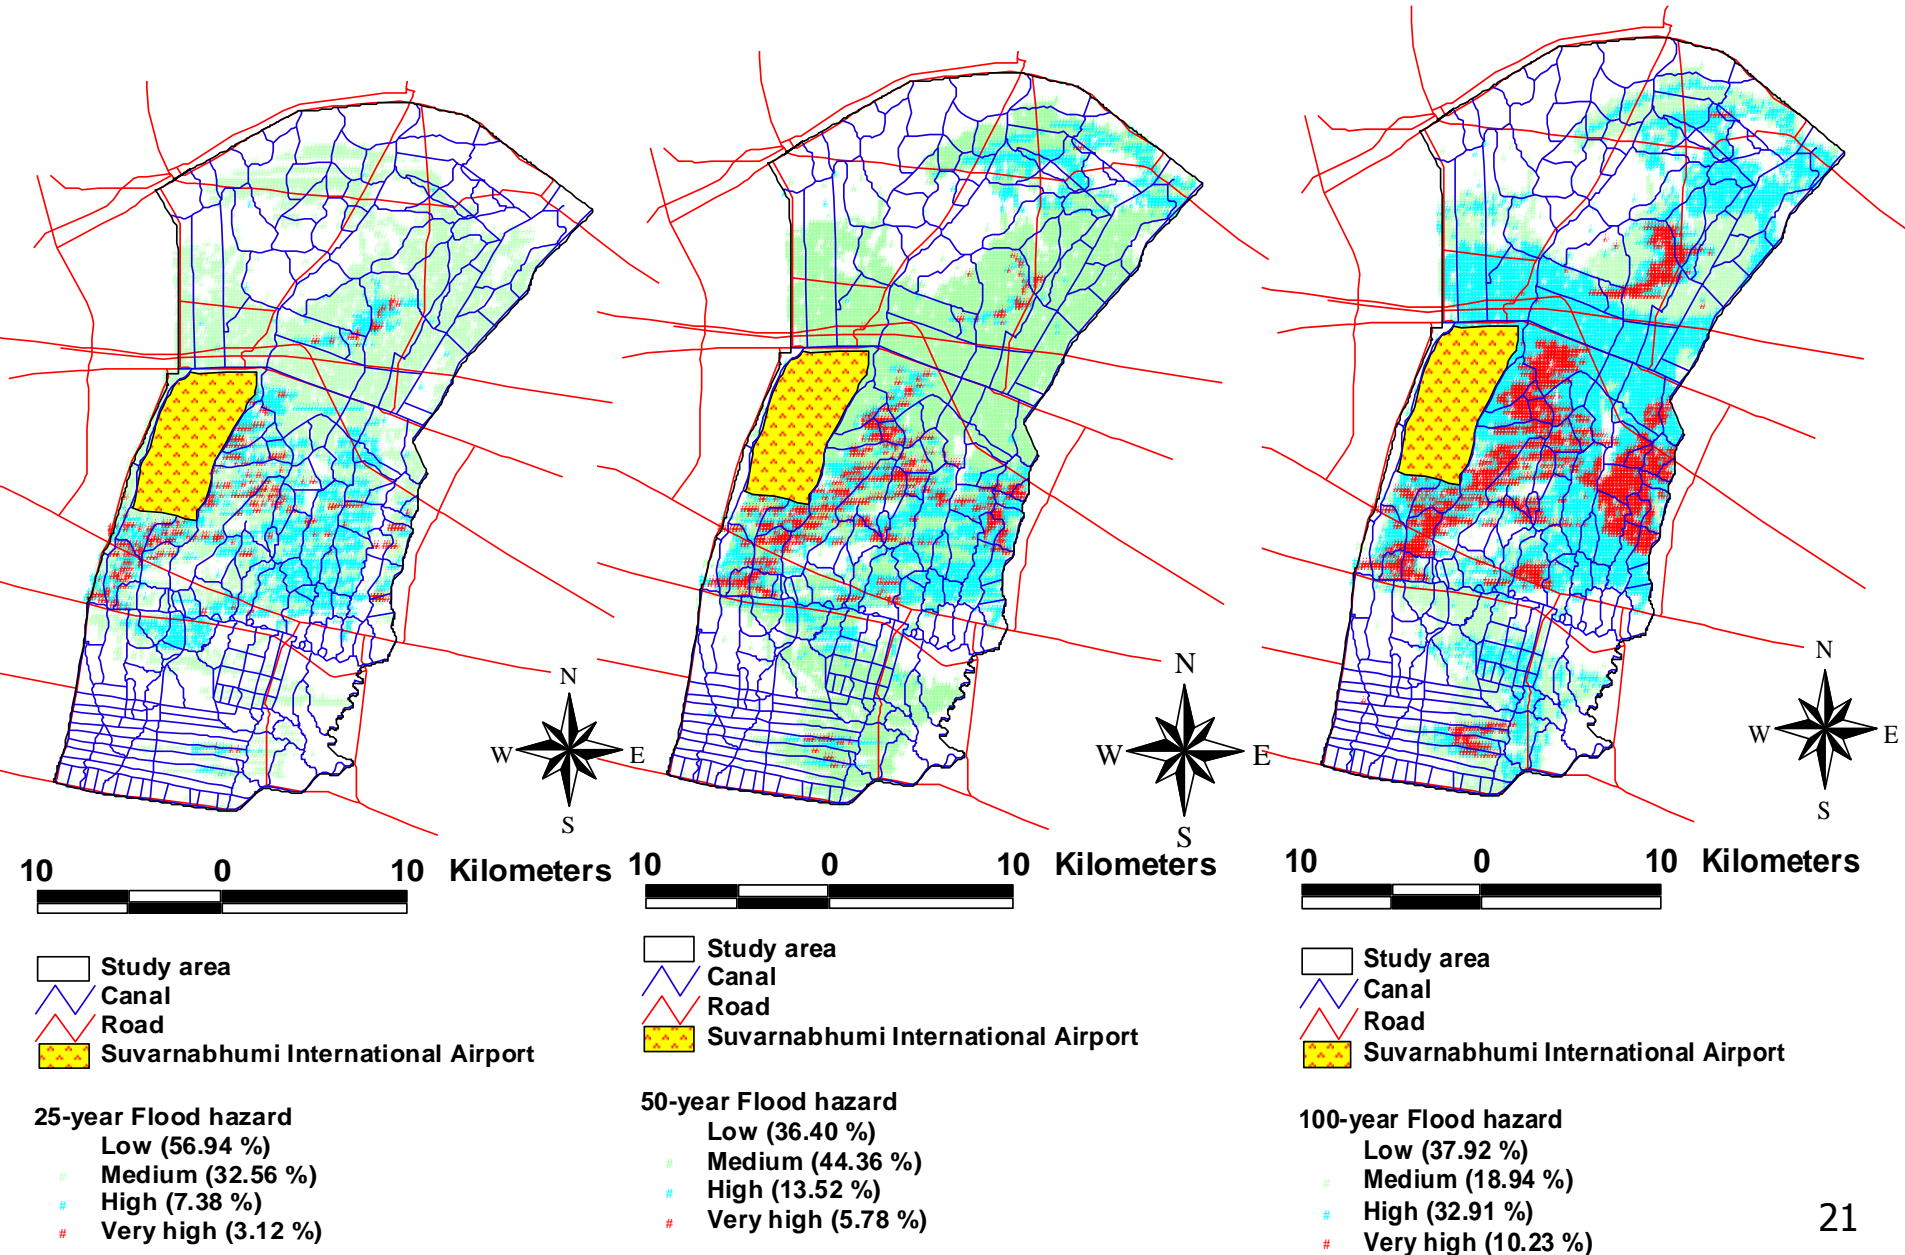 N
W E
S
10 0 10 Kilometers
Study area
Canal
Road
Suvarnabhumi International Airport
25-year Flood hazard
Low (56.94 %)
# Medium (32.56 %)
# High (7.38 %)
# Very high (3.12 %)
N
W E
S
10 0 10 Kilometers
Study area
Canal
Road
Suvarnabhumi International Airport
50-year Flood hazard
Low (36.40 %)
# Medium (44.36 %)
# High (13.52 %)
# Very high (5.78 %)
N
W E
S
10 0 10 Kilometers
Study area
Canal
Road
Suvarnabhumi International Airport
100-year Flood hazard
Low (37.92 %)
# Medium (18.94 %)
# High (32.91 %)
# Very high (10.23 %)
21